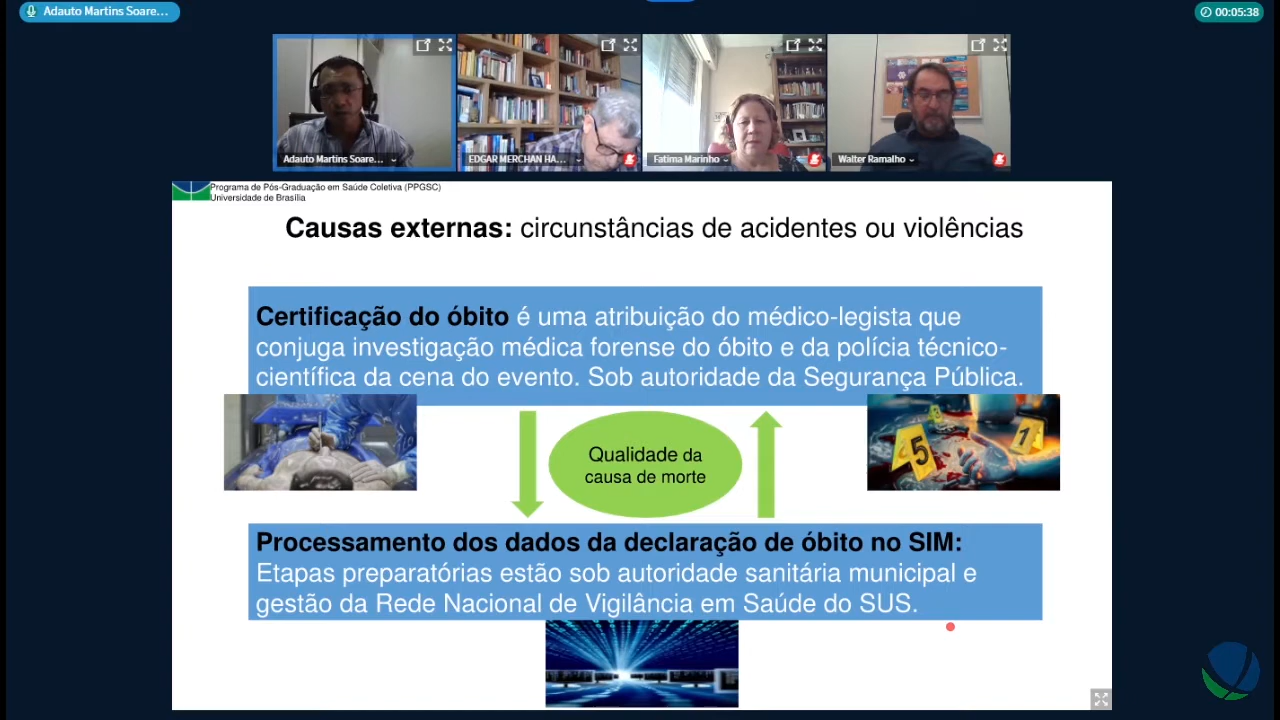 Adauto Martins Soare...
00:05:38
Adauto Martins Soare...
EDGAR MERCHAN HA...
Fatima Marinho
Walter Ramalho
Programa de Pós-Graduação em Saúde Coletiva (PPGSC)
Universidade de Brasília
Causas externas: circunstâncias de acidentes ou violências
Certificação do óbito é uma atribuição do médico-legista que
conjuga investigação médica forense do óbito e da polícia técnico-
científica da cena do evento. Sob autoridade da Segurança Pública.
Qualidade da
causa de morte
5
1
Processamento dos dados da declaração de óbito no SIM:
Etapas preparatórias estão sob autoridade sanitária municipal e
gestão da Rede Nacional de Vigilância em Saúde do SUS.